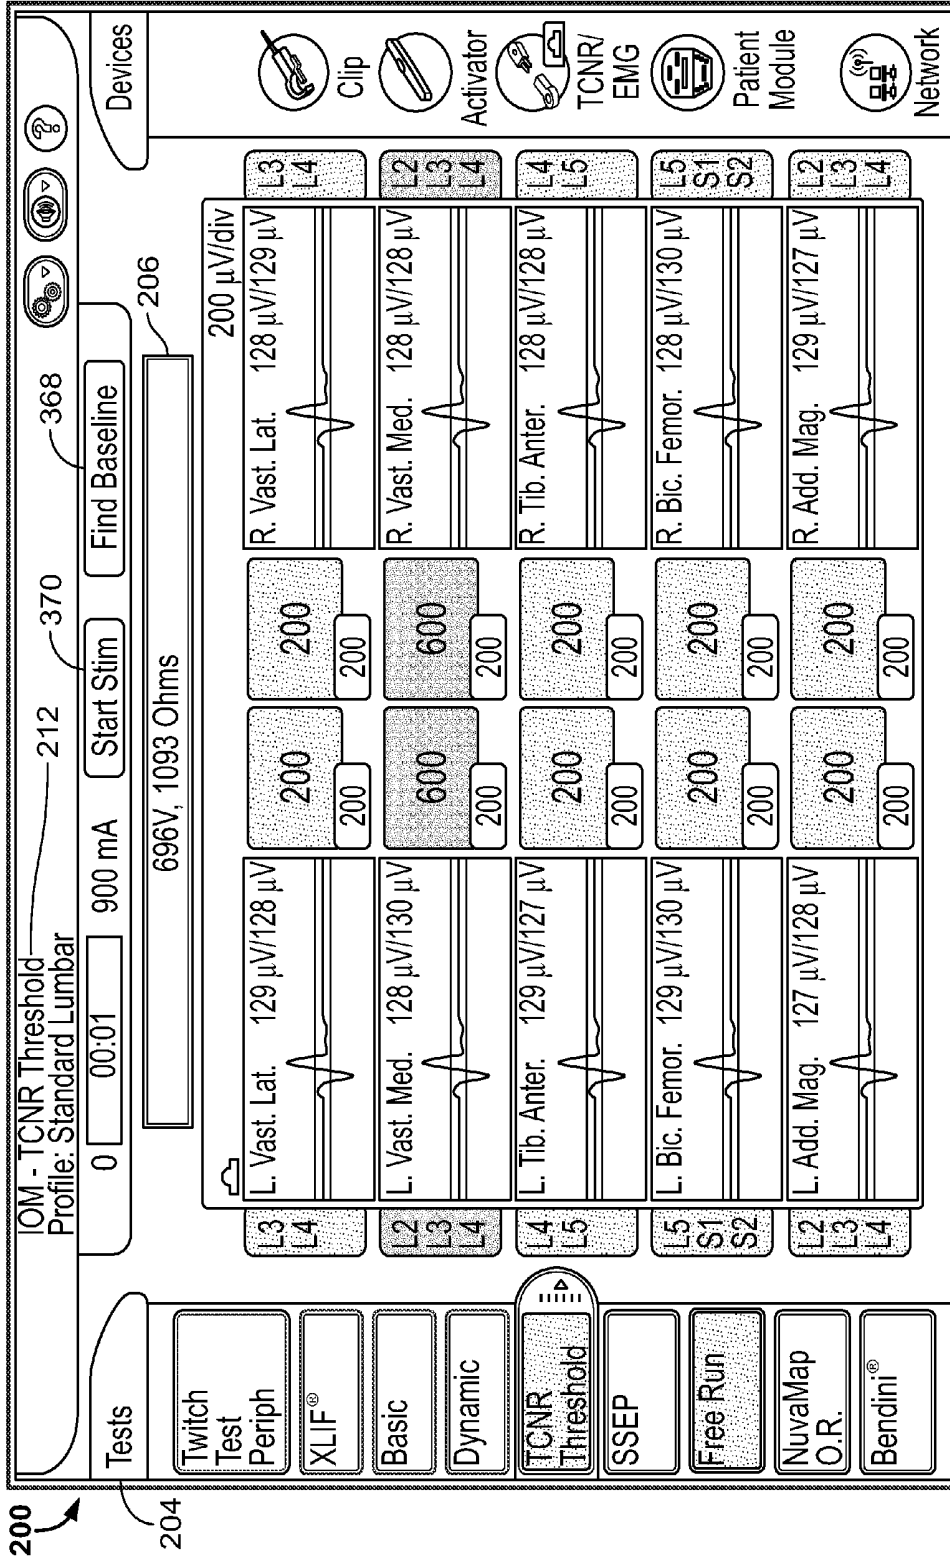 200
204
IOM - TCNR Threshold
212
Profile: Standard Lumbar
0
00:01
900 mA
Start Stim
370
Find Baseline
368
?
696V, 1093 Ohms
206
Tests
Twitch
Test
Periph
XLIF®
Basic
Dynamic
TCNR
Threshold
SSEP
Free Run
NuvaMap
O.R.
Bendini®
200 µV/div
L3
L4
L. Vast. Lat. 129 µV/128 µV
200
200
200
200
R. Vast. Lat. 128 µV/129 µV
L3
L4
L2
L3
L4
L. Vast. Med. 128 µV/130 µV
600
200
600
200
R. Vast. Med. 128 µV/128 µV
L2
L3
L4
L4
L5
L. Tib. Anter. 129 µV/127 µV
200
200
200
200
R. Tib. Anter. 128 µV/128 µV
L4
L5
L5
S1
S2
L. Bic. Femor. 129 µV/130 µV
200
200
200
200
R. Bic. Femor. 128 µV/130 µV
L5
S1
S2
L2
L3
L4
L. Add. Mag. 127 µV/128 µV
200
200
200
200
R. Add. Mag. 129 µV/127 µV
L2
L3
L4
Devices
Clip
Activator
TCNR/
EMG
Patient
Module
Network